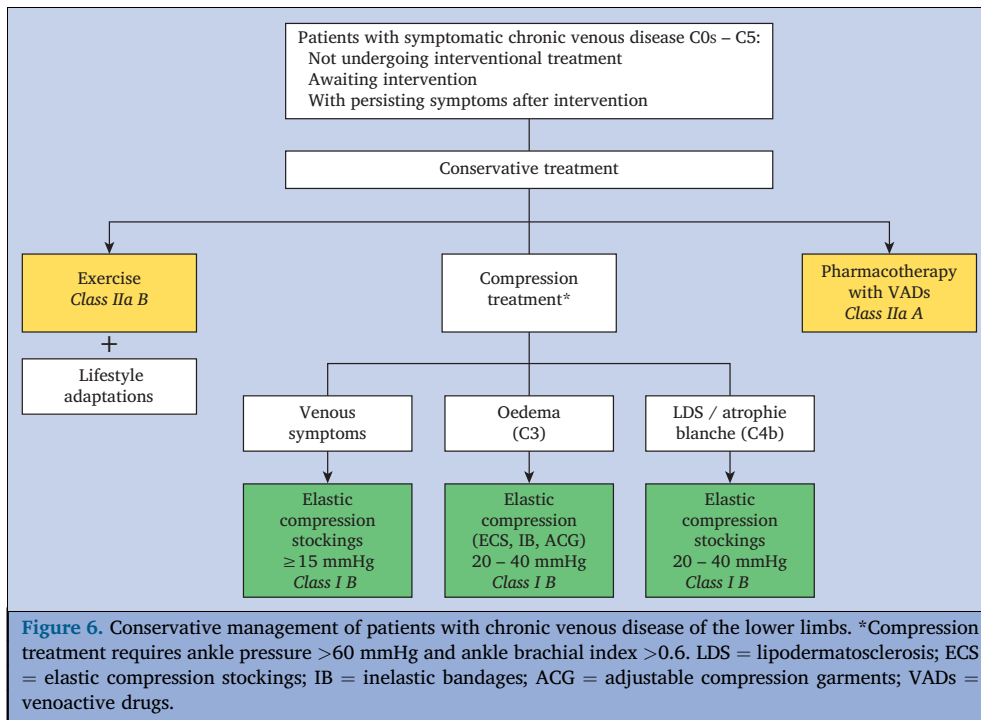 Patients with symptomatic chronic venous disease C0s – C5:
Not undergoing interventional treatment
Awaiting intervention
With persisting symptoms after intervention
Conservative treatment
Exercise
Class IIa B
+
Lifestyle
adaptations
Compression
treatment*
Pharmacotherapy
with VADs
Class IIa A
Venous
symptoms
Oedema
(C3)
LDS / atrophie
blanche (C4b)
Elastic
compression
stockings
≥15 mmHg
Class I B
Elastic
compression
(ECS, IB, ACG)
20 – 40 mmHg
Class I B
Elastic
compression
stockings
20 – 40 mmHg
Class I B
Figure 6. Conservative management of patients with chronic venous disease of the lower limbs. *Compression
treatment requires ankle pressure >60 mmHg and ankle brachial index >0.6. LDS = lipodermatosclerosis; ECS
= elastic compression stockings; IB = inelastic bandages; ACG = adjustable compression garments; VADs =
venoactive drugs.